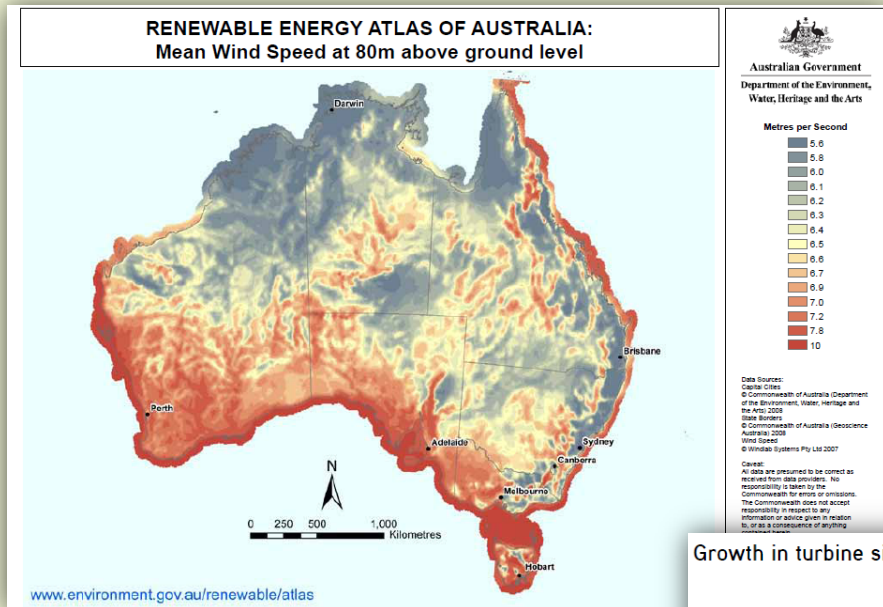 RENEWABLE ENERGY ATLAS OF AUSTRALIA:
Mean Wind Speed at 80m above ground level
Australian Government
Department of the Environment,
Water, Heritage and the Arts
Metres per Second
5.6
5.8
6.0
6.1
6.2
6.3
6.4
6.5
6.6
6.7
6.9
7.0
7.2
7.8
10
Darwin
Brisbane
Perth
Adelaide
Sydney
Canberra
Melbourne
Hobart
N
0 250 500 1,000
Kilometres
Data Sources:
Capital Cities
© Commonwealth of Australia (Department
of the Environment, Water, Heritage and
the Arts) 2008
State Borders
© Commonwealth of Australia (Geoscience
Australia) 2008
Wind Speed
© Windlab Systems Pty Ltd 2007
Caveat:
All data are presumed to be correct as
received from data providers. No
responsibility is taken by the
Commonwealth for errors or omissions.
The Commonwealth does not accept
responsibility in respect to any
information or advice given in relation
to, or as a consequence of anything
contained herein.
Growth in turbine si
www.environment.gov.au/renewable/atlas